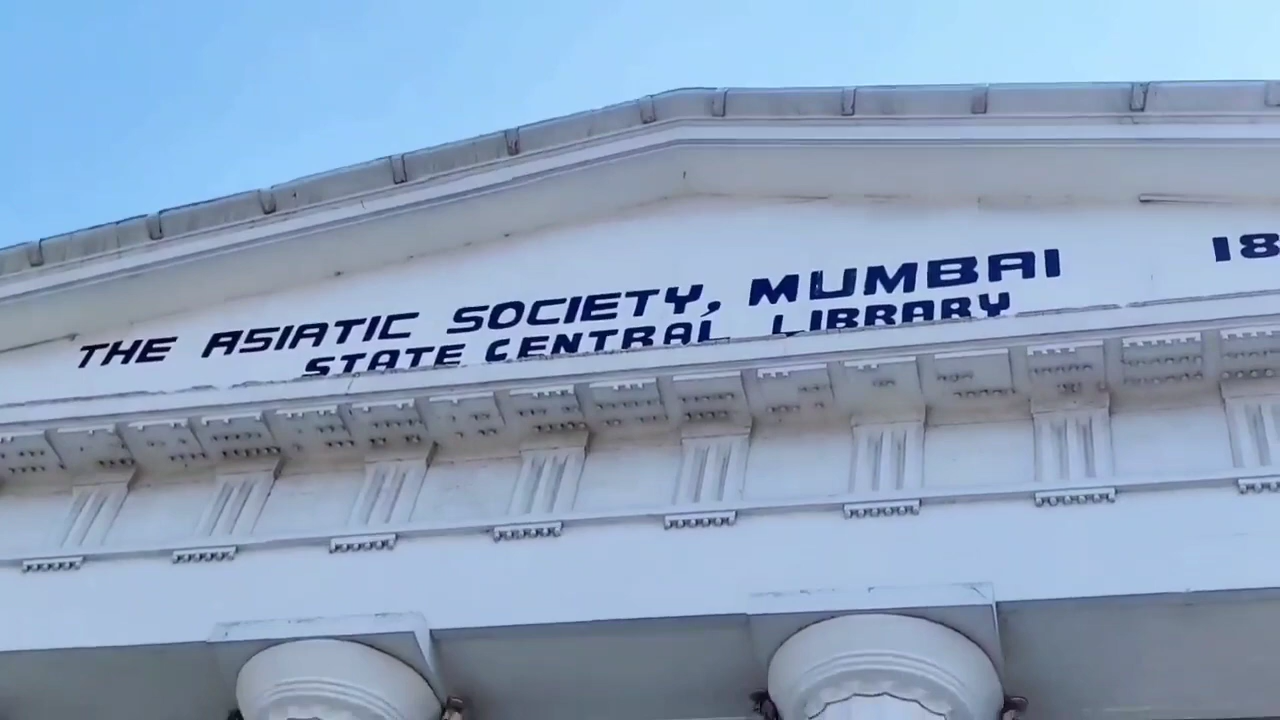 THE ASIATIC SOCIETY, MUMBAI
STATE CENTRAL LIBRARY